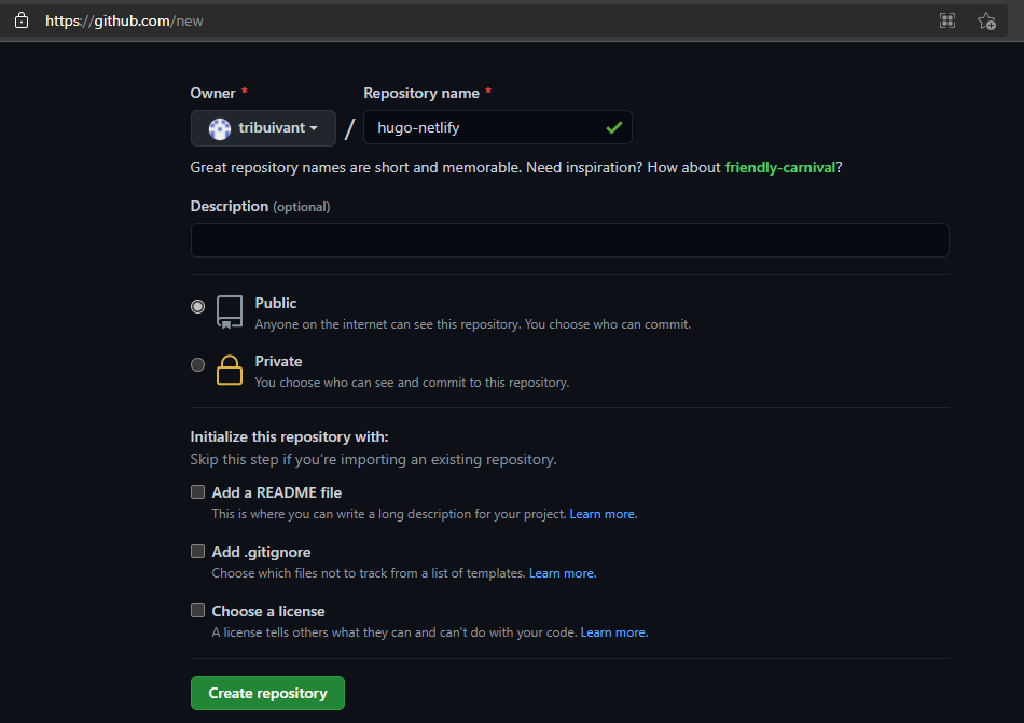 https://github.com/new
Owner * Repository name *
tribuivant / hugo-netlify
Great repository names are short and memorable. Need inspiration? How about friendly-carnival?
Description (optional)
Public
Anyone on the internet can see this repository. You choose who can commit.
Private
You choose who can see and commit to this repository.
Initialize this repository with:
Skip this step if you're importing an existing repository.
Add a README file
This is where you can write a long description for your project. Learn more.
Add .gitignore
Choose which files not to track from a list of templates. Learn more.
Choose a license
A license tells others what they can and can't do with your code. Learn more.
Create repository